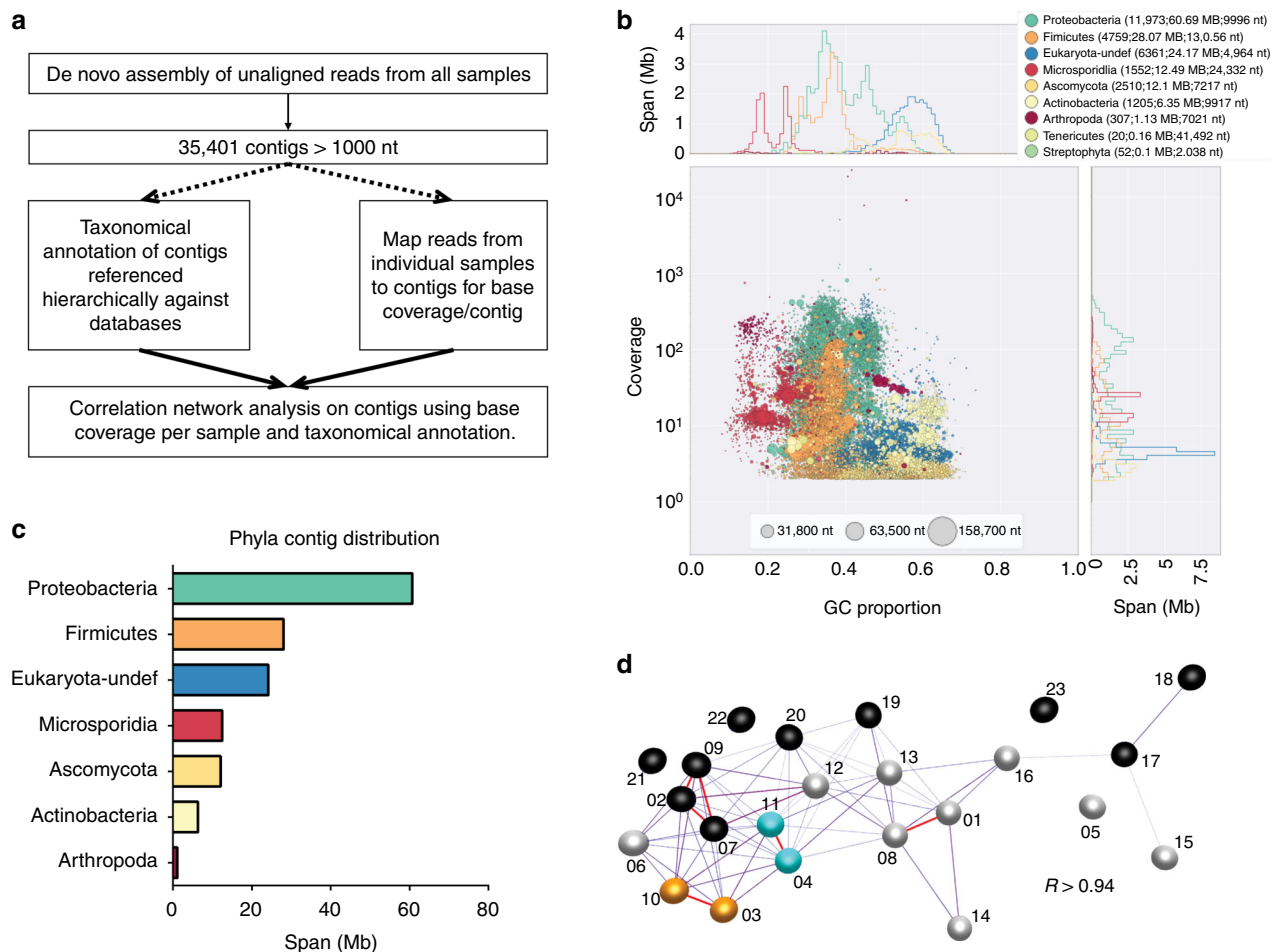 a
De novo assembly of unaligned reads from all samples
35,401 contigs > 1000 nt
Taxonomical
annotation of contigs
referenced
hierarchically against
databases
Map reads from
individual samples
to contigs for base
coverage/contig
Correlation network analysis on contigs using base
coverage per sample and taxonomical annotation.
b
Span (Mb)
4
3
2
1
0
Proteobacteria (11,973;60.69 MB;9996 nt)
Firmicutes (4759;28.07 MB;13,0.56 nt)
Eukaryota-undef (6361;24.17 MB;4,964 nt)
Microsporidlia (1552;12.49 MB;24,332 nt)
Ascomycota (2510;12.1 MB;7217 nt)
Actinobacteria (1205;6.35 MB;9917 nt)
Arthropoda (307;1.13 MB;7021 nt)
Tenericutes (20;0.16 MB;41,492 nt)
Streptophyta (52;0.1 MB;2.038 nt)
Coverage
10⁴
10³
10²
10¹
10⁰
31,800 nt
63,500 nt
158,700 nt
0.0
0.2
0.4
0.6
0.8
1.0
GC proportion
0
2.5
5.0
7.5
Span (Mb)
c
Phyla contig distribution
Proteobacteria
Firmicutes
Eukaryota-undef
Microsporidia
Ascomycota
Actinobacteria
Arthropoda
0
20
40
60
80
Span (Mb)
d
18
23
19
20
22
09
21
13
12
16
17
02
11
01
05
07
08
15
06
04
10
03
14
R > 0.94